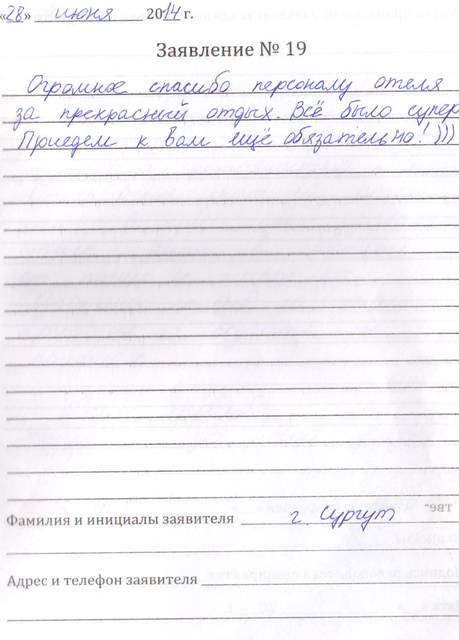 «28» июня 2014 г.
Заявление № 19
Огромное спасибо персоналу отеля
за прекрасный отдых. Всё было супер
Приедем к Вам ещё обязательно! )))
Фамилия и инициалы заявителя г. Сургут
Адрес и телефон заявителя